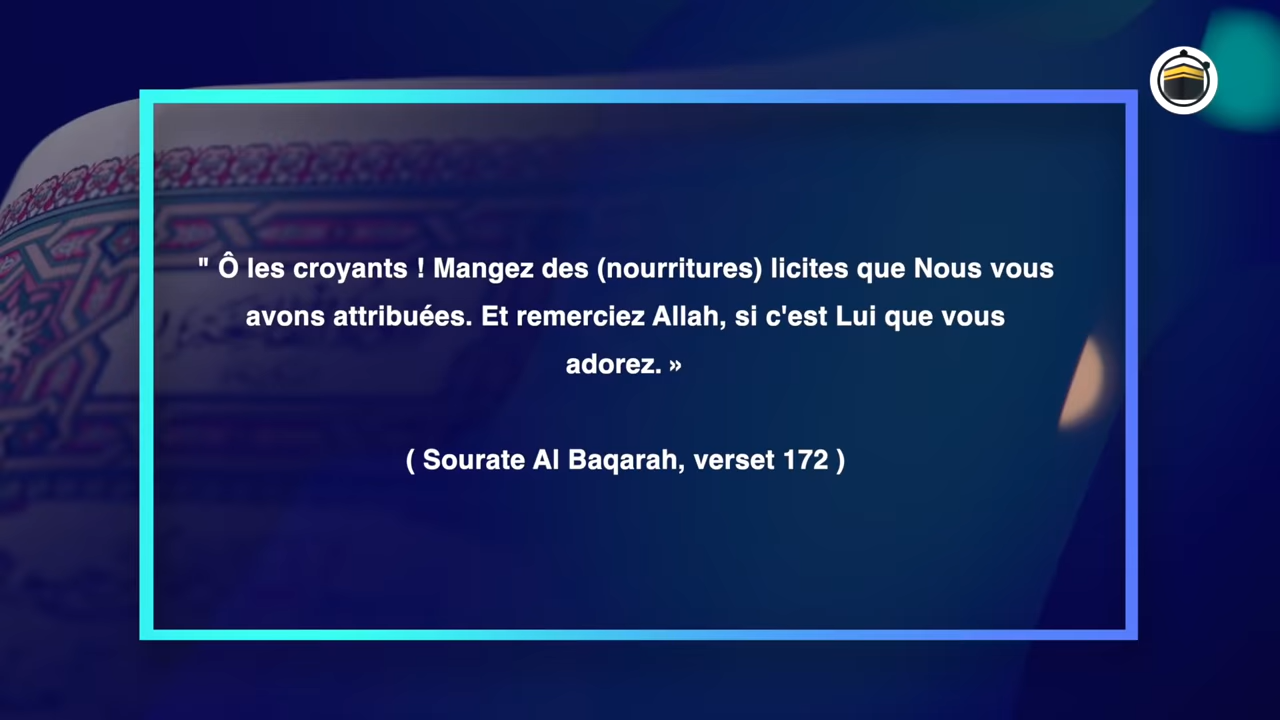 " Ô les croyants ! Mangez des (nourritures) licites que Nous vous
avons attribuées. Et remerciez Allah, si c'est Lui que vous
adorez. »
( Sourate Al Baqarah, verset 172 )